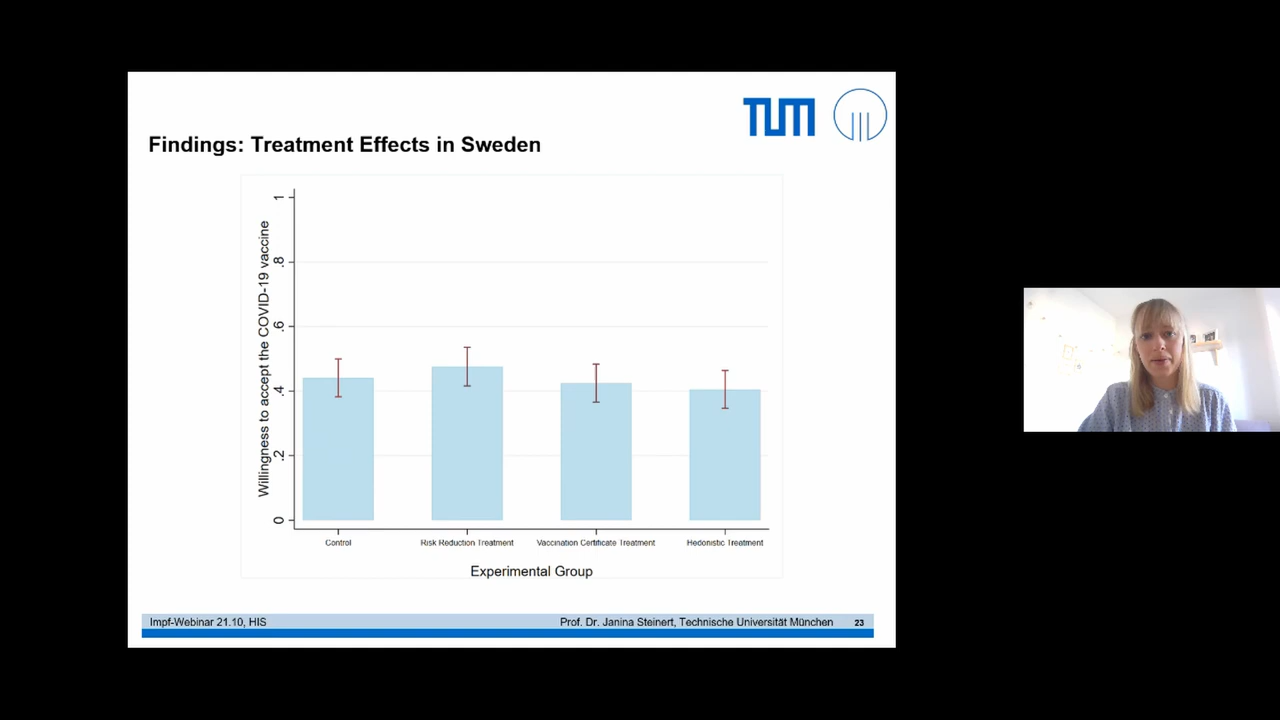 TUM
Findings: Treatment Effects in Sweden
Willingness to accept the COVID-19 vaccine
1
.8
.6
.4
.2
0
Control
Risk Reduction Treatment
Vaccination Certificate Treatment
Hedonistic Treatment
Experimental Group
Impf-Webinar 21.10, HIS
Prof. Dr. Janina Steinert, Technische Universität München
23